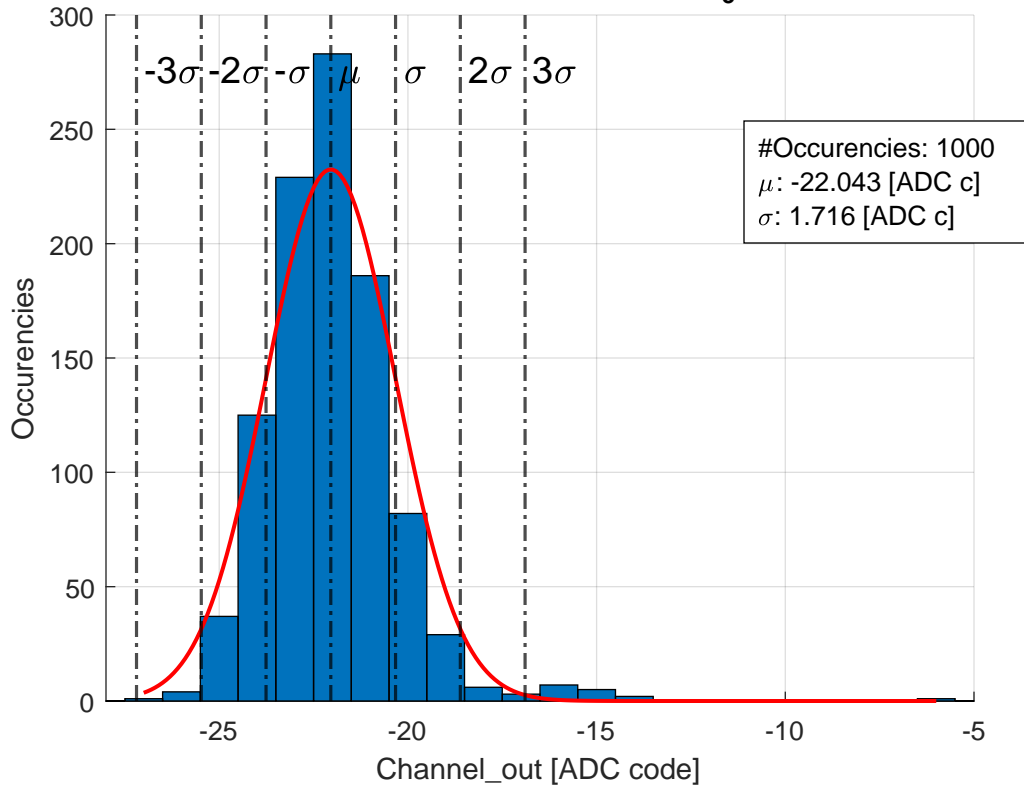 300
-3σ
-2σ
-σ
μ
σ
2σ
3σ
250
#Occurencies: 1000
μ: -22.043 [ADC c]
σ: 1.716 [ADC c]
200
150
100
50
0
Occurencies
-25
-20
-15
-10
-5
Channel_out [ADC code]